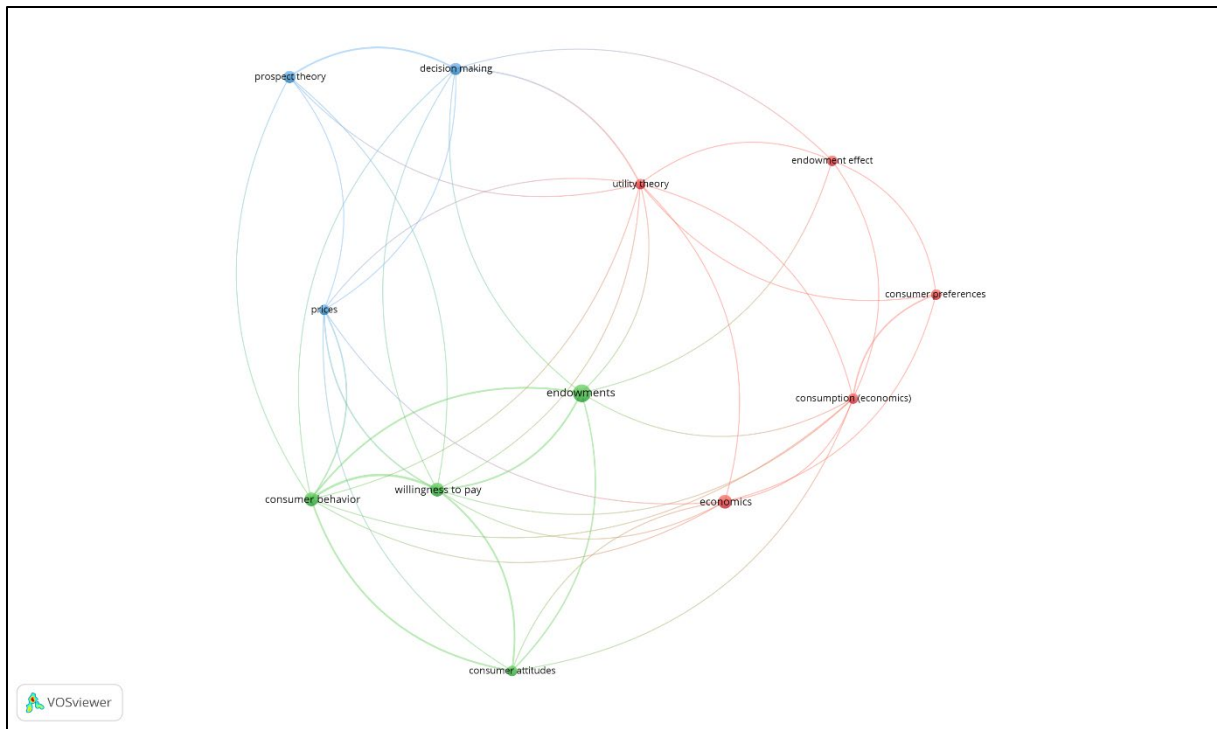 decision making
prospect theory
endowment effect
utility theory
consumer preferences
prices
endowments
consumption (economics)
willingness to pay
consumer behavior
economics
consumer attitudes
VOSviewer